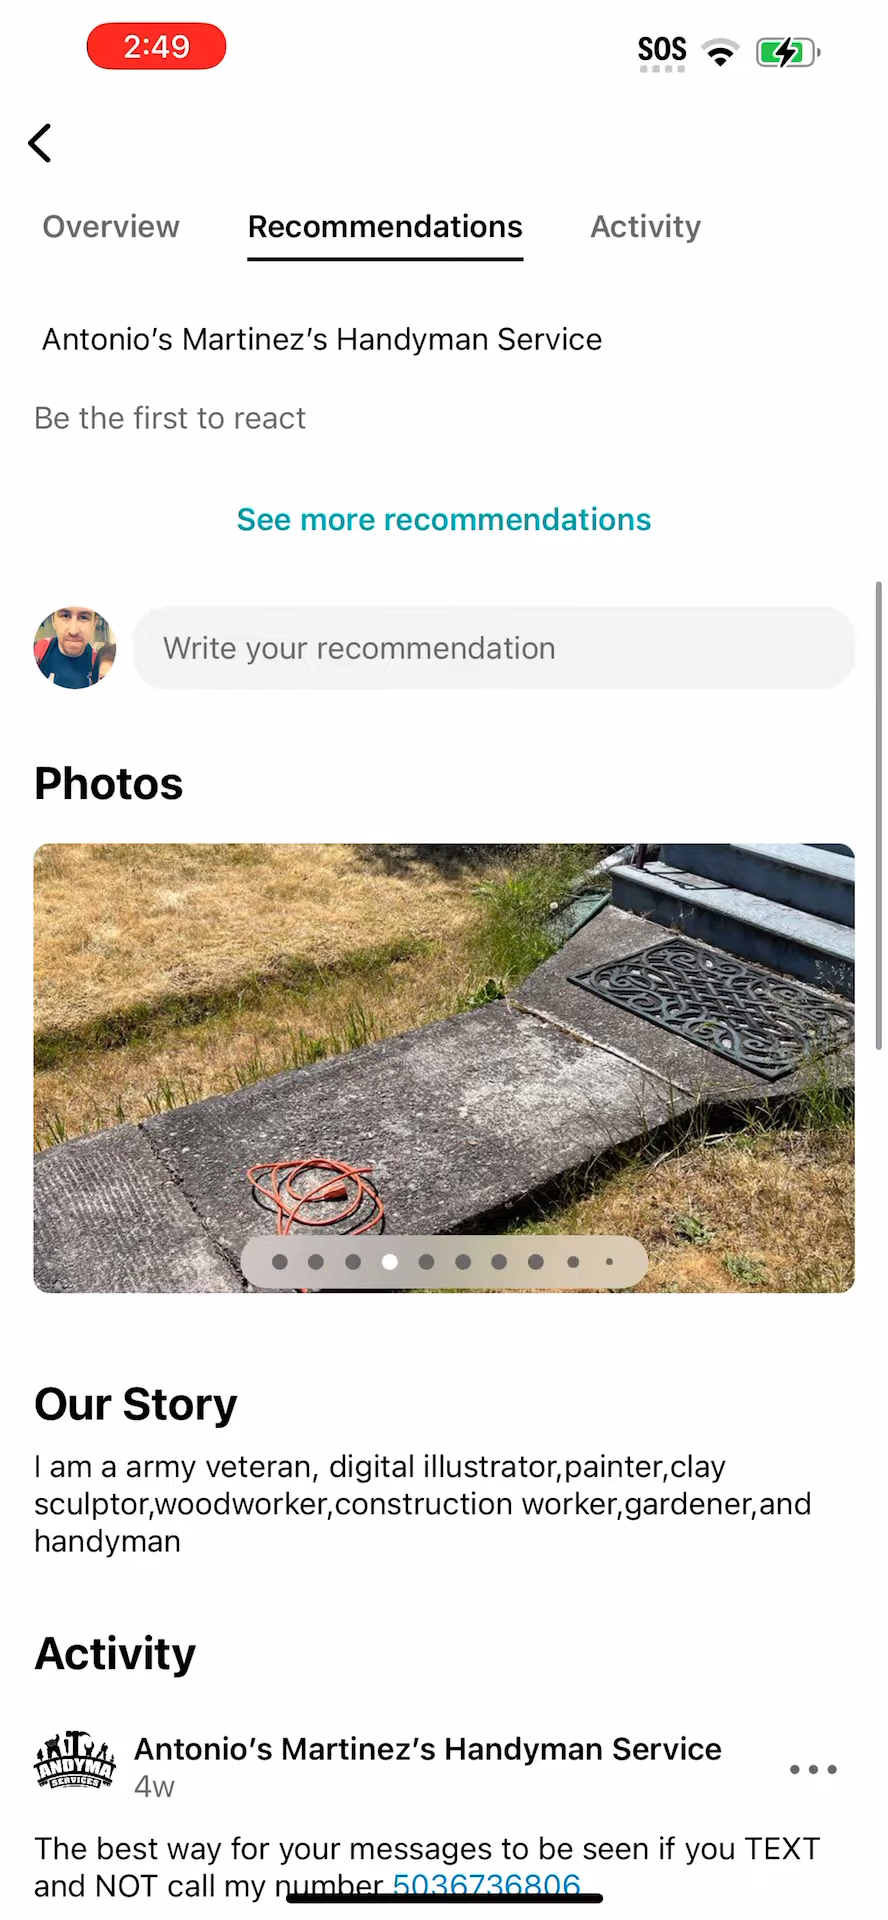 2:49
SOS
Overview
Recommendations
Activity
Antonio’s Martinez’s Handyman Service
Be the first to react
See more recommendations
Write your recommendation
Photos
Our Story
I am a army veteran, digital illustrator,painter,clay
sculptor,woodworker,construction worker,gardener,and
handyman
Activity
ANDYMA
SERVICES
Antonio’s Martinez’s Handyman Service
4w
The best way for your messages to be seen if you TEXT
and NOT call my number 5036736806